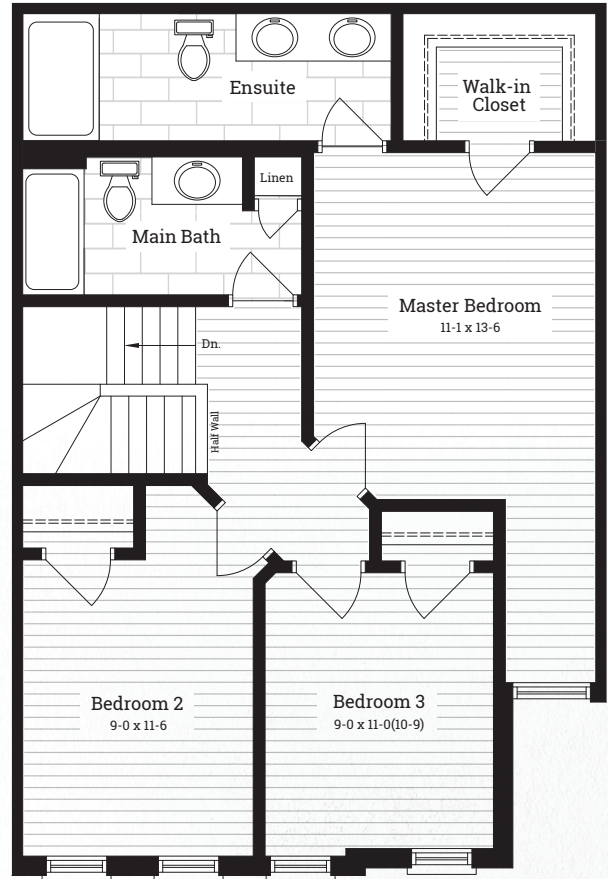 Ensuite
Walk-in
Closet
Linen
Main Bath
Master Bedroom
11-1 x 13-6
Dn.
Half Wall
Bedroom 2
9-0 x 11-6
Bedroom 3
9-0 x 11-0(10-9)